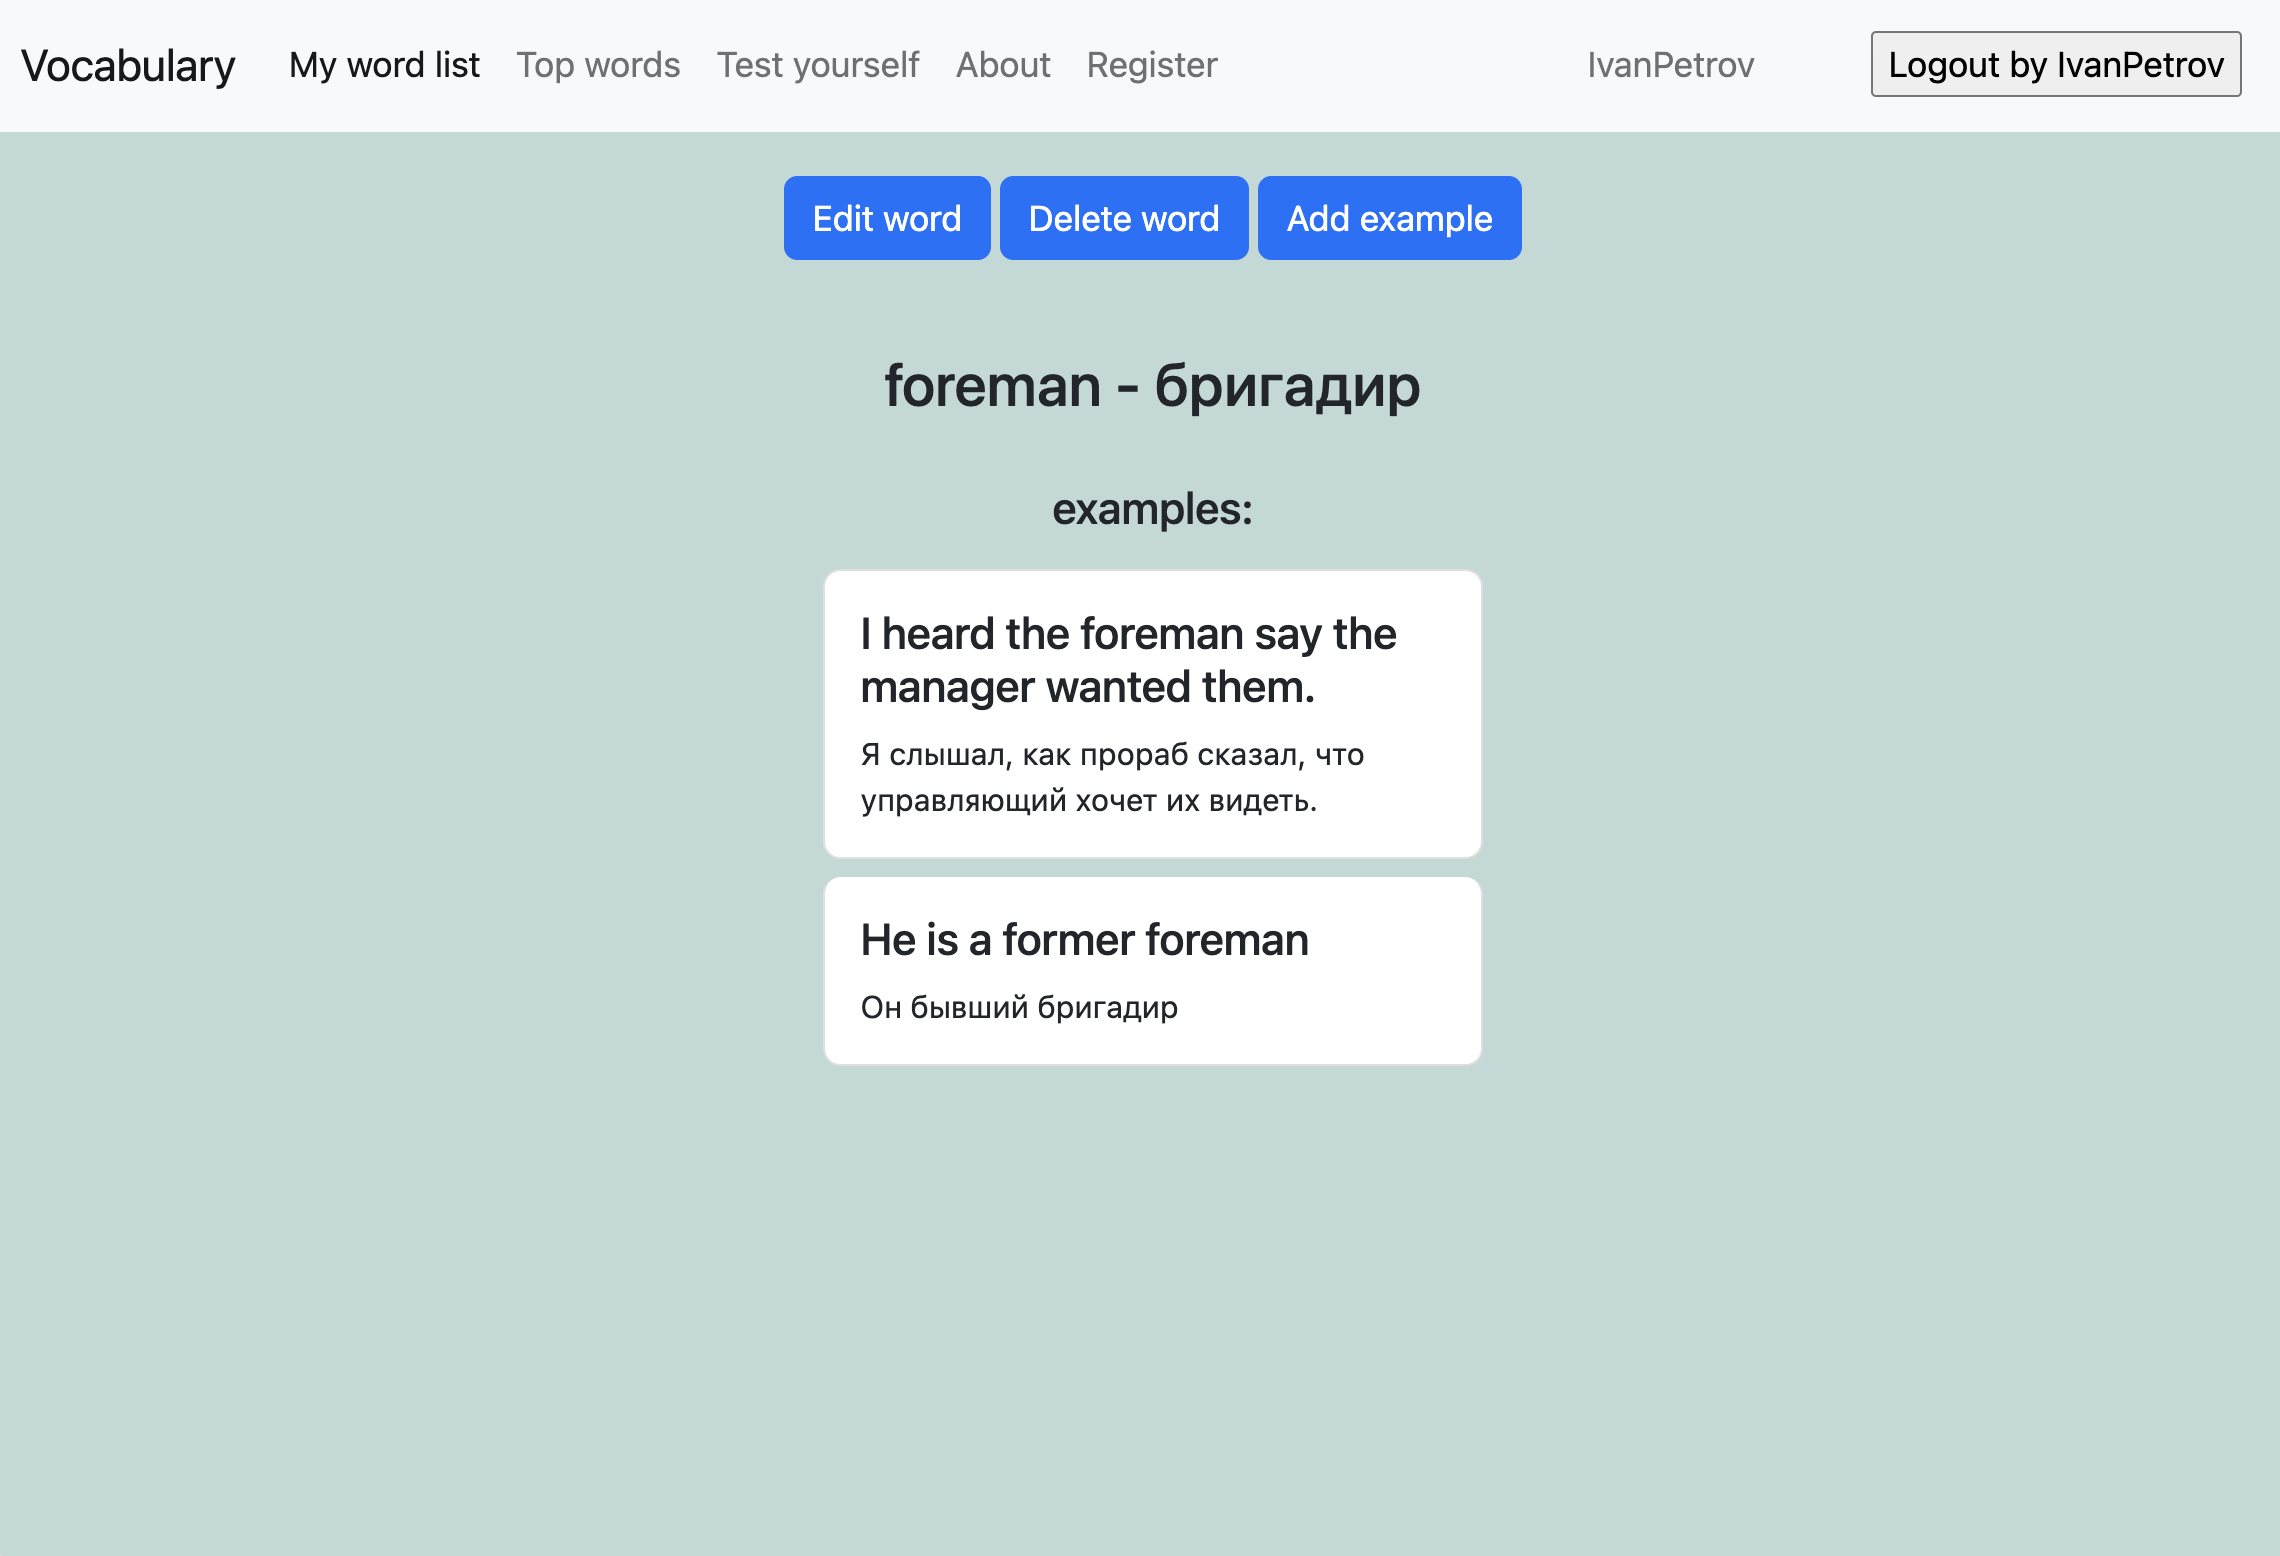 Vocabulary My word list Top words Test yourself About Register IvanPetrov Logout by IvanPetrov
Edit word Delete word Add example
foreman - бригадир
examples:
I heard the foreman say the
manager wanted them.
Я слышал, как прораб сказал, что
управляющий хочет их видеть.
He is a former foreman
Он бывший бригадир